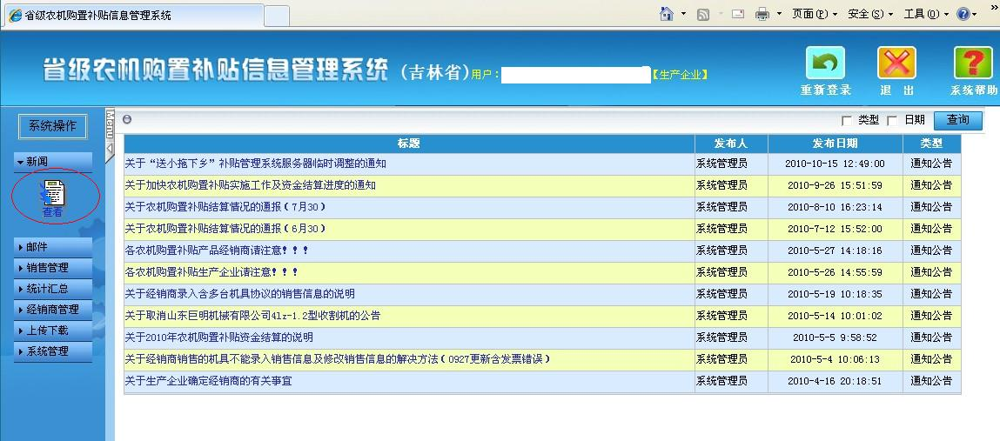 省级农机购置补贴信息管理系统
页面(P) 安全(S) 工具(O) »
省级农机购置补贴信息管理系统(吉林省) 用户: 【生产企业】
重新登录 退 出 系统帮助
系统操作
新闻
查看
邮件
销售管理
统计汇总
经销商管理
上传下载
系统管理
Menu
类型 日期 查询
标题 发布人 发布日期 类型
关于“送小拖下乡”补贴管理系统服务器临时调整的通知 系统管理员 2010-10-15 12:49:00 通知公告
关于加快农机购置补贴实施工作及资金结算进度的通知 系统管理员 2010-9-26 15:51:59 通知公告
关于农机购置补贴结算情况的通报(7月30) 系统管理员 2010-8-10 16:23:14 通知公告
关于农机购置补贴结算情况的通报(6月30) 系统管理员 2010-7-12 15:52:00 通知公告
各农机购置补贴产品经销商请注意!!! 系统管理员 2010-5-27 14:18:16 通知公告
各农机购置补贴生产企业请注意!!! 系统管理员 2010-5-26 14:55:59 通知公告
关于经销商录入含多台机具协议的销售信息的说明 系统管理员 2010-5-19 10:18:35 通知公告
关于取消山东巨明机械有限公司4lz-1.2型收割机的公告 系统管理员 2010-5-14 10:01:02 通知公告
关于2010年农机购置补贴资金结算的说明 系统管理员 2010-5-5 9:58:52 通知公告
关于经销商销售的机具不能录入销售信息及修改销售信息的解决方法(0927更新含发票错误) 系统管理员 2010-5-4 10:06:13 通知公告
关于生产企业确定经销商的有关事宜 系统管理员 2010-4-16 20:18:51 通知公告